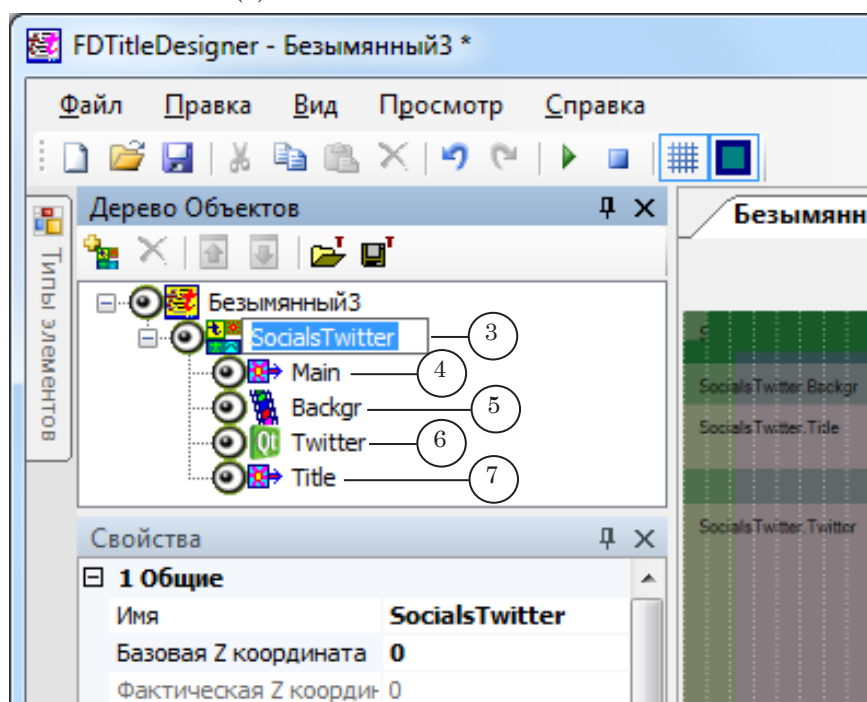 FDTitleDesigner - Безымянный3 *
Файл Правка Вид Просмотр Справка
Дерево Объектов
Безымянн
Типы элементов
Безымянный3
SocialsTwitter
3
Main
4
SocialsTwitter.Backgr
Backgr
5
SocialsTwitter.Title
Twitter
6
Title
7
Свойства
SocialsTwitter.Twitter
1 Общие
Имя SocialsTwitter
Базовая Z координата 0
Фактическая Z координ 0